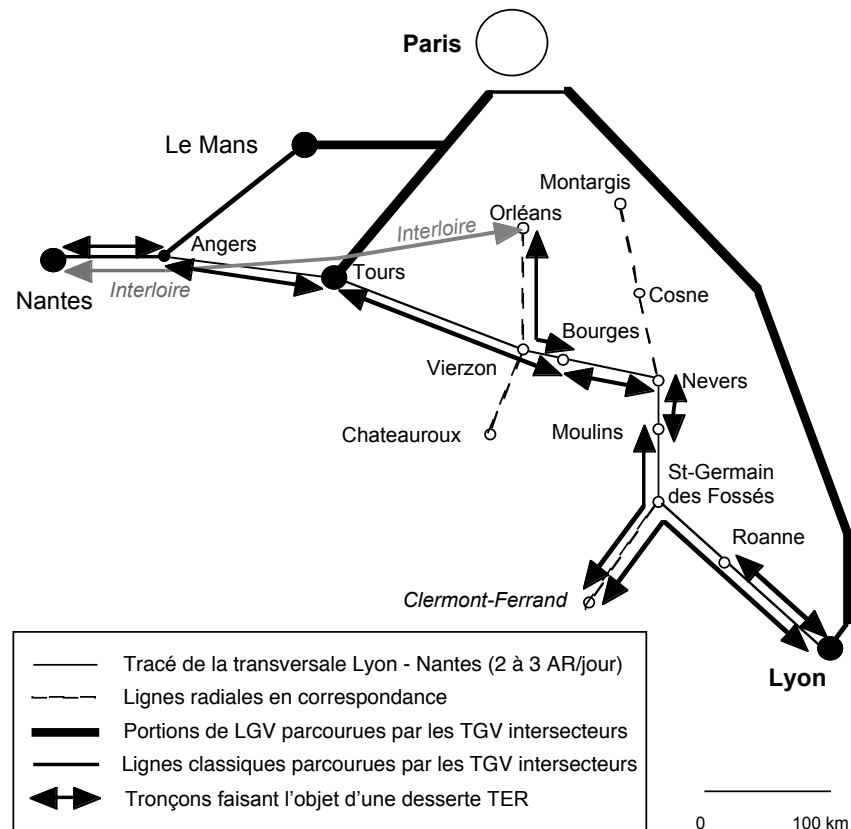 Paris
Le Mans
Montargis
Orléans
Interloire
Angers
Tours
Cosne
Nantes
Interloire
Bourges
Vierzon
Nevers
Chateauroux
Moulins
St-Germain
des Fossés
Roanne
Clermont-Ferrand
Lyon
Tracé de la transversale Lyon - Nantes (2 à 3 AR/jour)
Lignes radiales en correspondance
Portions de LGV parcourues par les TGV intersecteurs
Lignes classiques parcourues par les TGV intersecteurs
Tronçons faisant l'objet d'une desserte TER
0 100 km